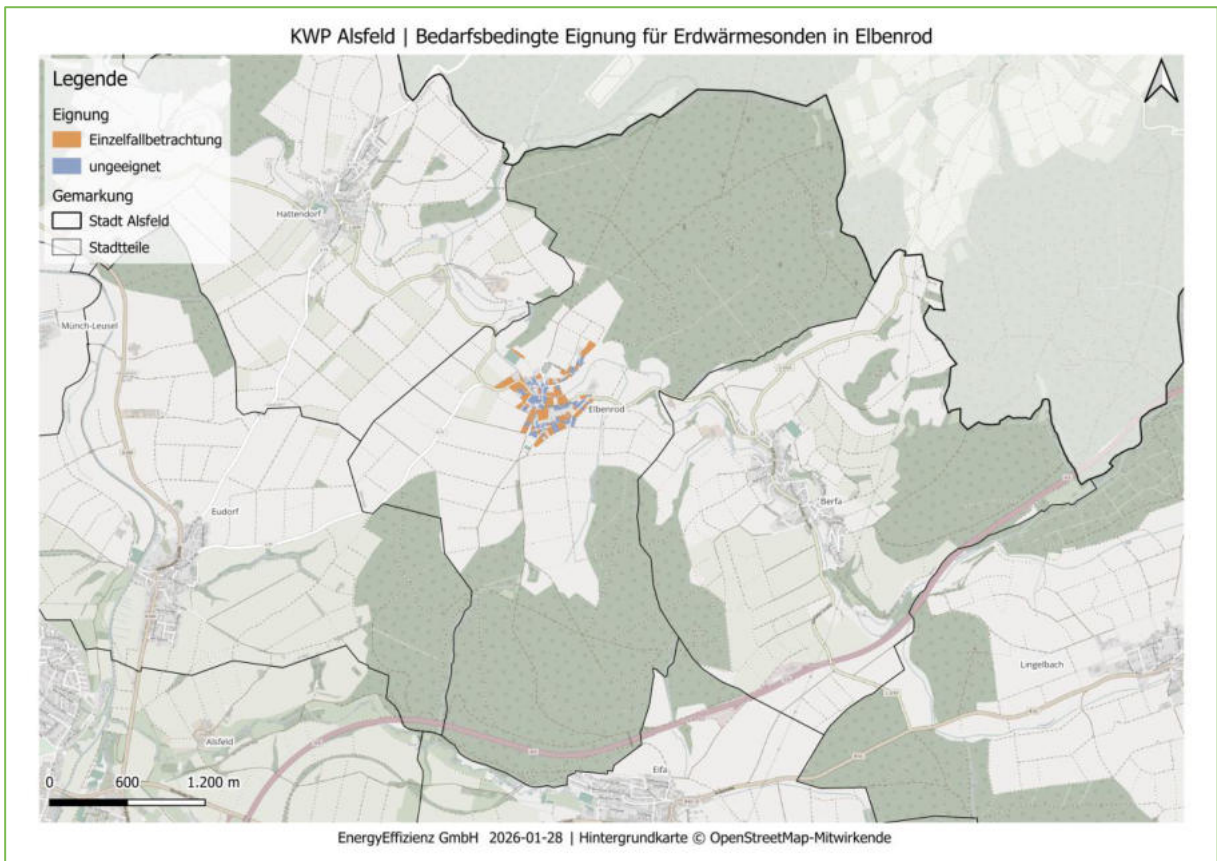 KWP Alsfeld | Bedarfsbedingte Eignung für Erdwärmesonden in Elbenrod
Legende
Eignung
Einzelfallbetrachtung
ungeeignet
Gemarkung
Stadt Alsfeld
Stadtteile
Hattendorf
Münch-Leusel
Elbenrod
Berfa
Eudorf
Lingelbach
Alsfeld
Eifa
0 600 1.200 m
EnergyEffizienz GmbH 2026-01-28 | Hintergrundkarte © OpenStreetMap-Mitwirkende